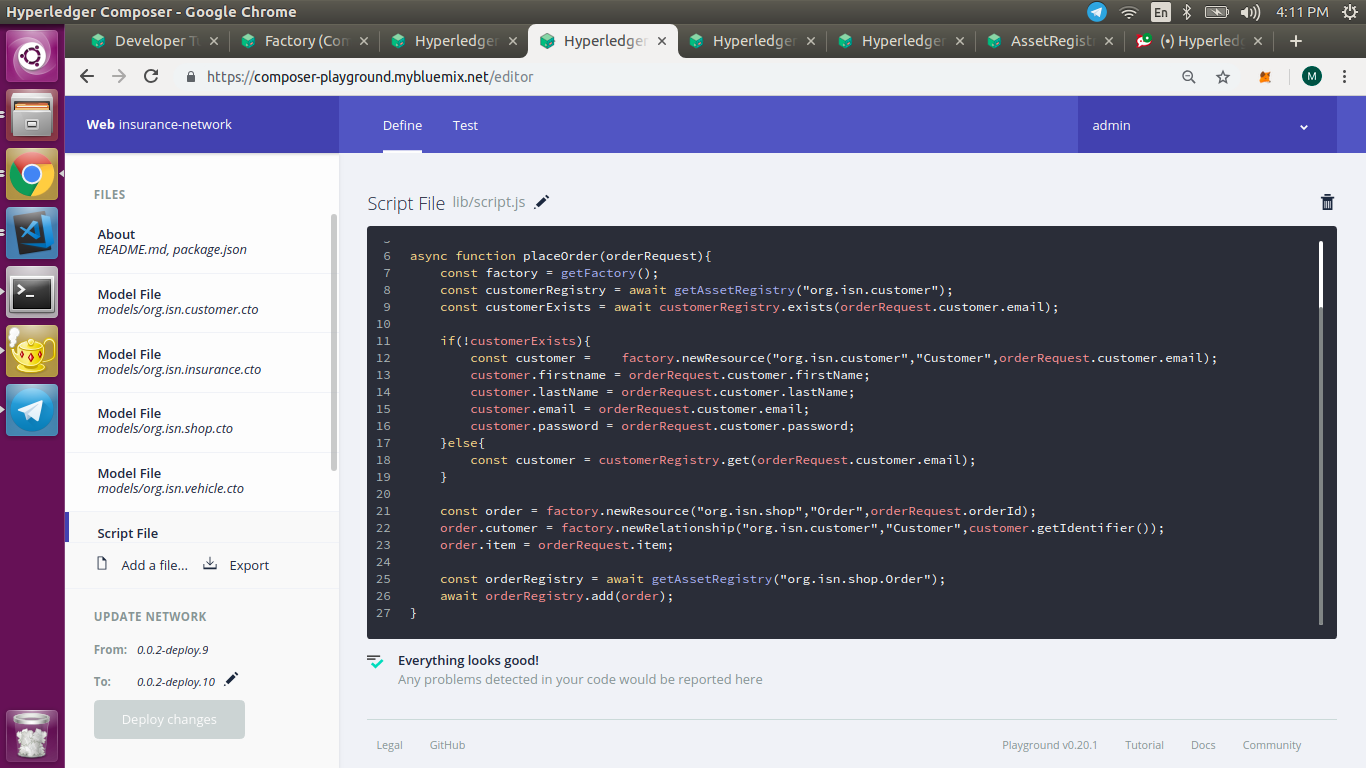 Hyperledger Composer - Google Chrome
En
4:11 PM
Developer
Factory (Co
Hyperledger
Hyperledger
Hyperledger
Hyperledger
AssetRegist
(•) Hyperled
https://composer-playground.mybluemix.net/editor
M
Web insurance-network
Define
Test
admin
FILES
About
README.md, package.json
Model File
models/org.isn.customer.cto
Model File
models/org.isn.insurance.cto
Model File
models/org.isn.shop.cto
Model File
models/org.isn.vehicle.cto
Script File
Add a file...
Export
UPDATE NETWORK
From: 0.0.2-deploy.9
To: 0.0.2-deploy.10
Deploy changes
Script File lib/script.js
6 async function placeOrder(orderRequest){
7 const factory = getFactory();
8 const customerRegistry = await getAssetRegistry("org.isn.customer");
9 const customerExists = await customerRegistry.exists(orderRequest.customer.email);
10
11 if(!customerExists){
12 const customer = factory.newResource("org.isn.customer","Customer",orderRequest.customer.email);
13 customer.firstname = orderRequest.customer.firstName;
14 customer.lastName = orderRequest.customer.lastName;
15 customer.email = orderRequest.customer.email;
16 customer.password = orderRequest.customer.password;
17 }else{
18 const customer = customerRegistry.get(orderRequest.customer.email);
19 }
20
21 const order = factory.newResource("org.isn.shop","Order",orderRequest.orderId);
22 order.cutomer = factory.newRelationship("org.isn.customer","Customer",customer.getIdentifier());
23 order.item = orderRequest.item;
24
25 const orderRegistry = await getAssetRegistry("org.isn.shop.Order");
26 await orderRegistry.add(order);
27 }
Everything looks good!
Any problems detected in your code would be reported here
Legal
GitHub
Playground v0.20.1
Tutorial
Docs
Community